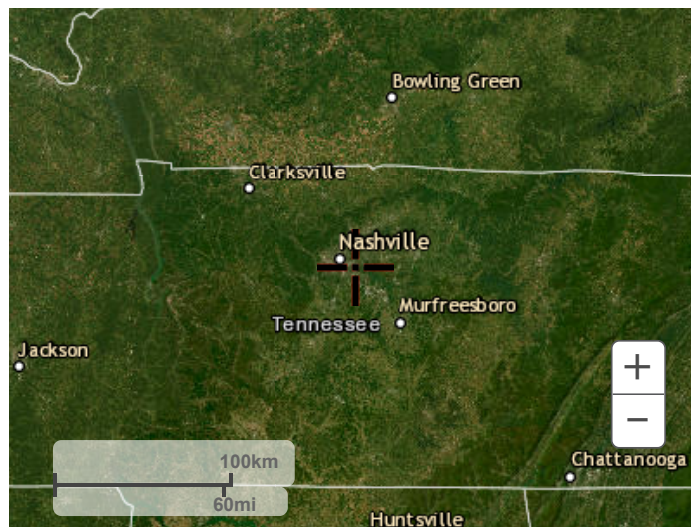 Bowling Green
Clarksville
Nashville
Murfreesboro
Tennessee
Jackson
+
−
Chattanooga
100km
60mi
Huntsville